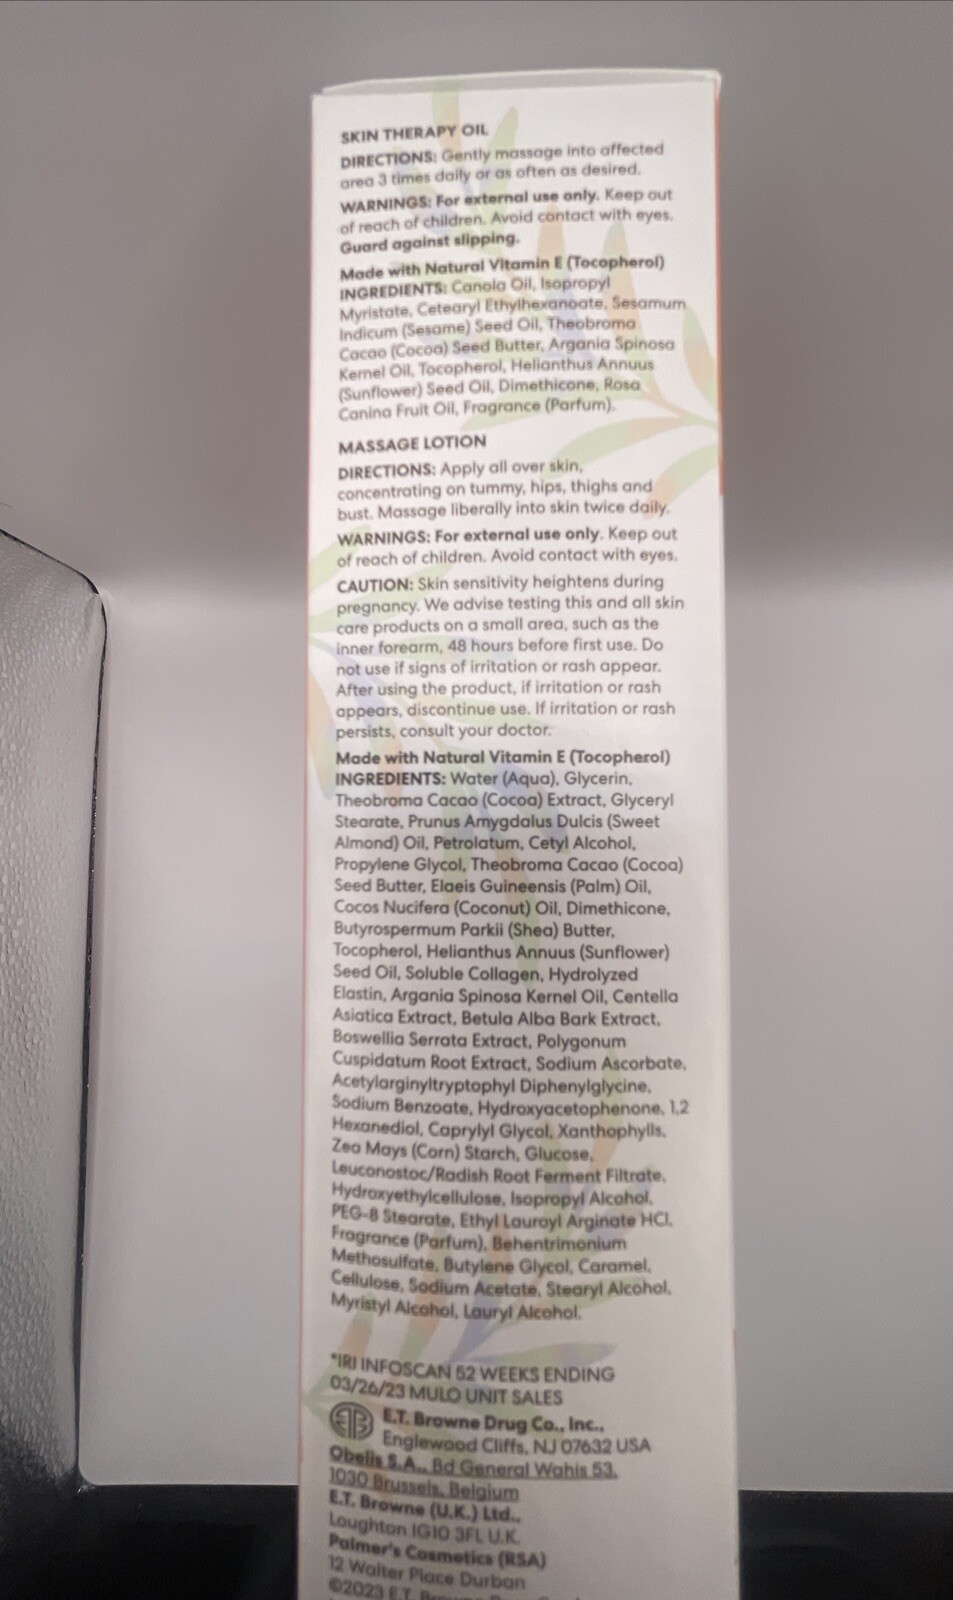 SKIN THERAPY OIL
DIRECTIONS: Gently massage into affected
area 3 times daily or as often as desired.
WARNINGS: For external use only. Keep out
of reach of children. Avoid contact with eyes.
Guard against slipping.
Made with Natural Vitamin E (Tocopherol)
INGREDIENTS: Canola Oil, Isopropyl
Myristate, Cetearyl Ethylhexanoate, Sesamum
Indicum (Sesame) Seed Oil, Theobroma
Cacao (Cocoa) Seed Butter, Argania Spinosa
Kernel Oil, Tocopherol, Helianthus Annuus
(Sunflower) Seed Oil, Dimethicone, Rosa
Canina Fruit Oil, Fragrance (Parfum).
MASSAGE LOTION
DIRECTIONS: Apply all over skin,
concentrating on tummy, hips, thighs and
bust. Massage liberally into skin twice daily.
WARNINGS: For external use only. Keep out
of reach of children. Avoid contact with eyes.
CAUTION: Skin sensitivity heightens during
pregnancy. We advise testing this and all skin
care products on a small area, such as the
inner forearm, 48 hours before first use. Do
not use if signs of irritation or rash appear.
After using the product, if irritation or rash
appears, discontinue use. If irritation or rash
persists, consult your doctor.
Made with Natural Vitamin E (Tocopherol)
INGREDIENTS: Water (Aqua), Glycerin,
Theobroma Cacao (Cocoa) Extract, Glyceryl
Stearate, Prunus Amygdalus Dulcis (Sweet
Almond) Oil, Petrolatum, Cetyl Alcohol,
Propylene Glycol, Theobroma Cacao (Cocoa)
Seed Butter, Elaeis Guineensis (Palm) Oil,
Cocos Nucifera (Coconut) Oil, Dimethicone,
Butyrospermum Parkii (Shea) Butter,
Tocopherol, Helianthus Annuus (Sunflower)
Seed Oil, Soluble Collagen, Hydrolyzed
Elastin, Argania Spinosa Kernel Oil, Centella
Asiatica Extract, Betula Alba Bark Extract,
Boswellia Serrata Extract, Polygonum
Cuspidatum Root Extract, Sodium Ascorbate,
Acetylarginyltryptophyl Diphenylglycine,
Sodium Benzoate, Hydroxyacetophenone, 1,2
Hexanediol, Caprylyl Glycol, Xanthophylls,
Zea Mays (Corn) Starch, Glucose,
Leuconostoc/Radish Root Ferment Filtrate,
Hydroxyethylcellulose, Isopropyl Alcohol,
PEG-8 Stearate, Ethyl Lauroyl Arginate HCl,
Fragrance (Parfum), Behentrimonium
Methosulfate, Butylene Glycol, Caramel,
Cellulose, Sodium Acetate, Stearyl Alcohol,
Myristyl Alcohol, Lauryl Alcohol.
*IRI INFOSCAN 52 WEEKS ENDING
03/26/23 MULO UNIT SALES
E.T. Browne Drug Co., Inc.,
Englewood Cliffs, NJ 07632 USA
Obelis S.A., Bd Général Wahis 53,
1030 Brussels, Belgium
E.T. Browne (U.K.) Ltd.,
Loughton IG10 3FL U.K.
Palmer's Cosmetics (RSA)
12 Walter Place Durban
©2023 E.T. Browne